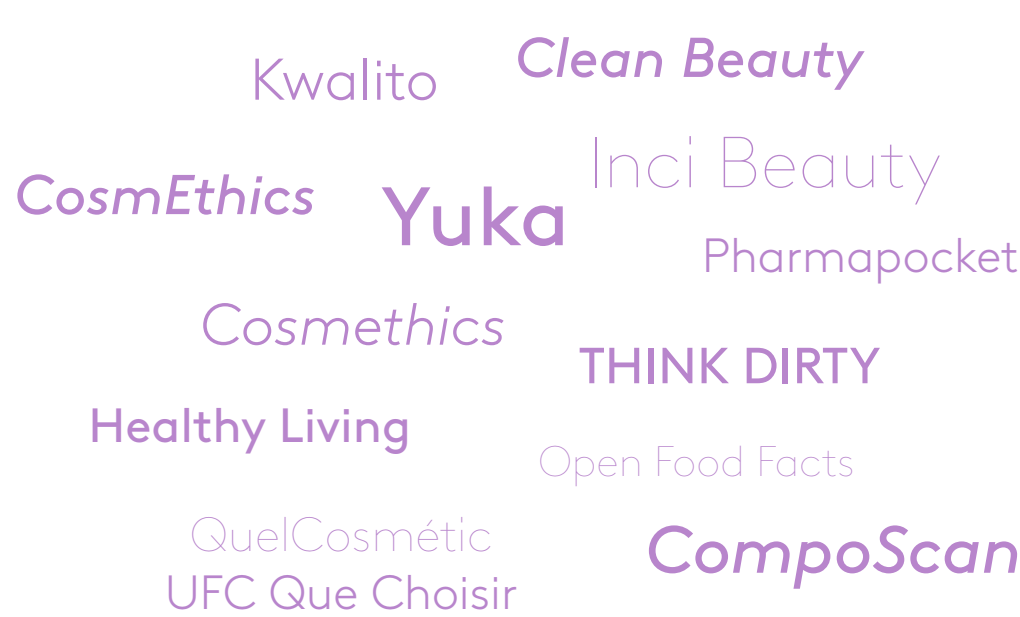 Clean Beauty
Kwalito
Inci Beauty
CosmEthics
Yuka
Pharmapocket
Cosmethics
THINK DIRTY
Healthy Living
Open Food Facts
QuelCosmétic
CompoScan
UFC Que Choisir